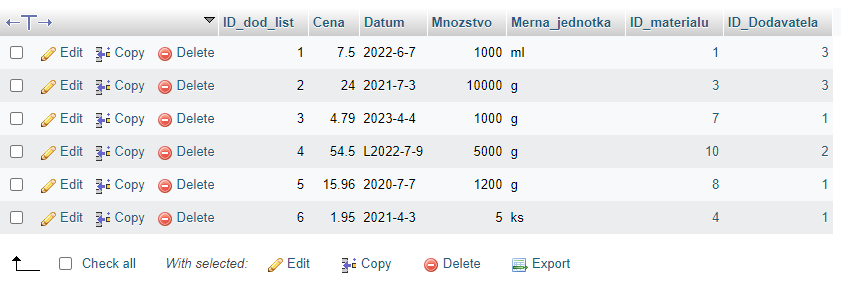 ID_dod_list Cena Datum Mnozstvo Merna_jednotka ID_materialu ID_Dodavatela
Edit Copy Delete 1 7.5 2022-6-7 1000 ml 1 3
Edit Copy Delete 2 24 2021-7-3 10000 g 3 3
Edit Copy Delete 3 4.79 2023-4-4 1000 g 7 1
Edit Copy Delete 4 54.5 L2022-7-9 5000 g 10 2
Edit Copy Delete 5 15.96 2020-7-7 1200 g 8 1
Edit Copy Delete 6 1.95 2021-4-3 5 ks 4 1
Check all With selected: Edit Copy Delete Export